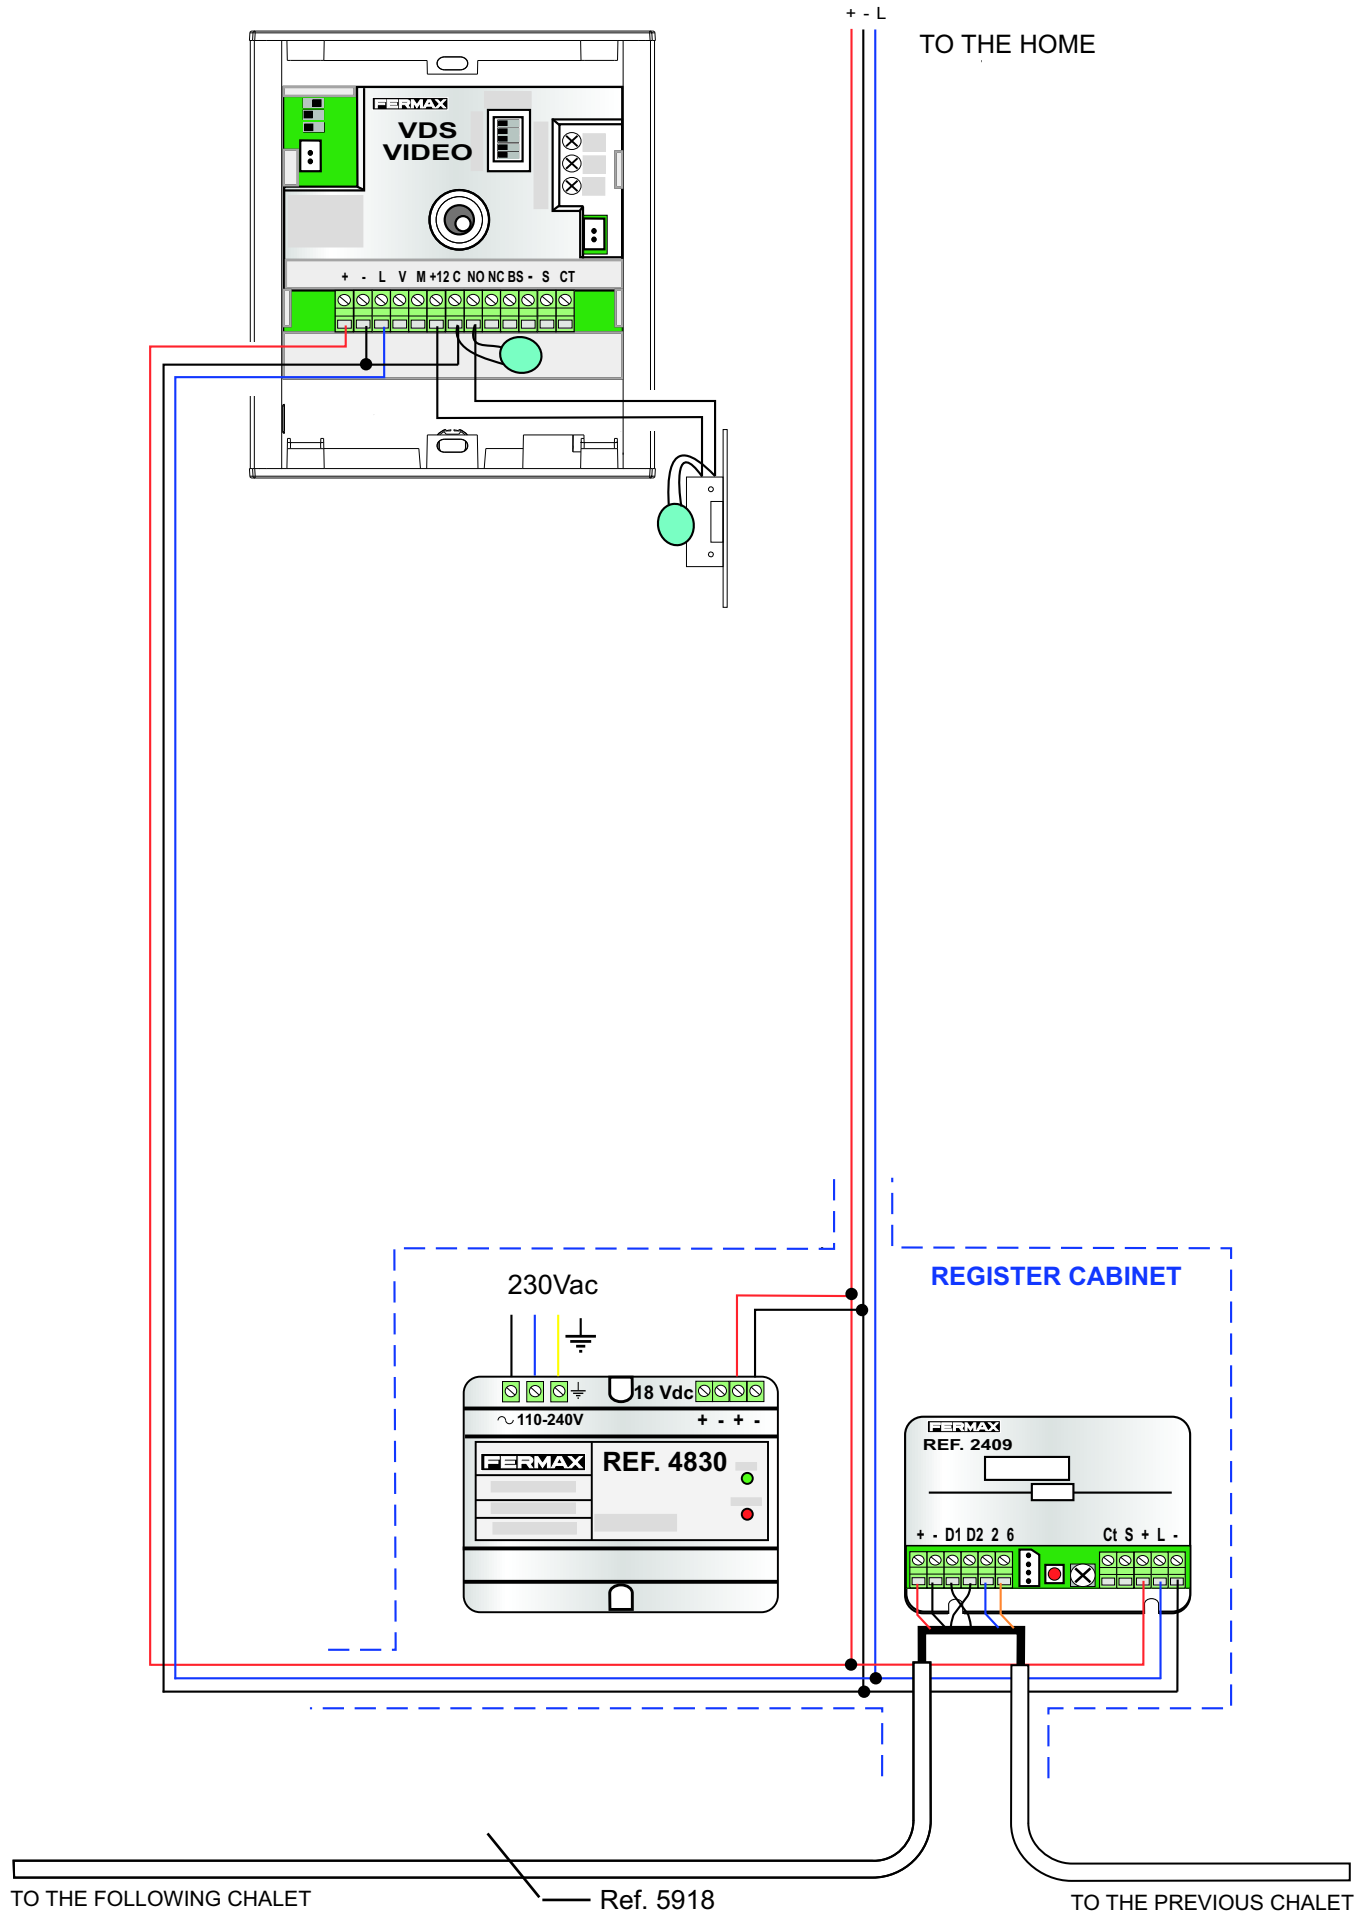 + - L
TO THE HOME
FERMAX
VDS
VIDEO
+ - L V M +12 C NO NC BS - S CT
REGISTER CABINET
230Vac
18 Vdc
110-240V
+ - + -
FERMAX
REF. 4830
FERMAX
REF. 2409
+ - D1 D2 2 6
Ct S + L -
TO THE FOLLOWING CHALET
Ref. 5918
TO THE PREVIOUS CHALET